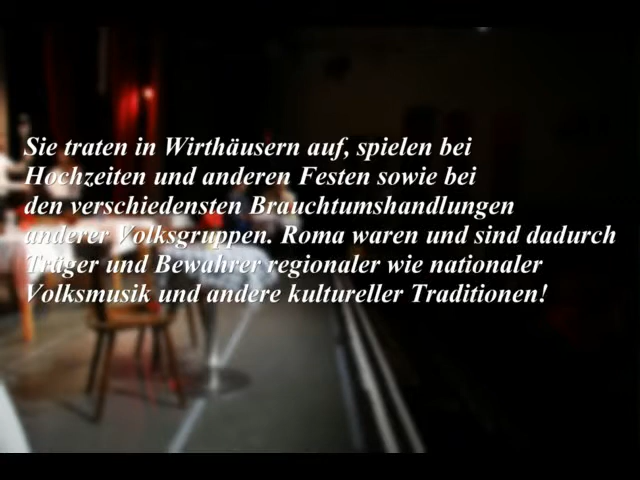 Sie traten in Wirthäusern auf, spielen bei
Hochzeiten und anderen Festen sowie bei
den verschiedensten Brauchtumshandlungen
anderer Volksgruppen. Roma waren und sind dadurch
Träger und Bewahrer regionaler wie nationaler
Volksmusik und andere kultureller Traditionen!